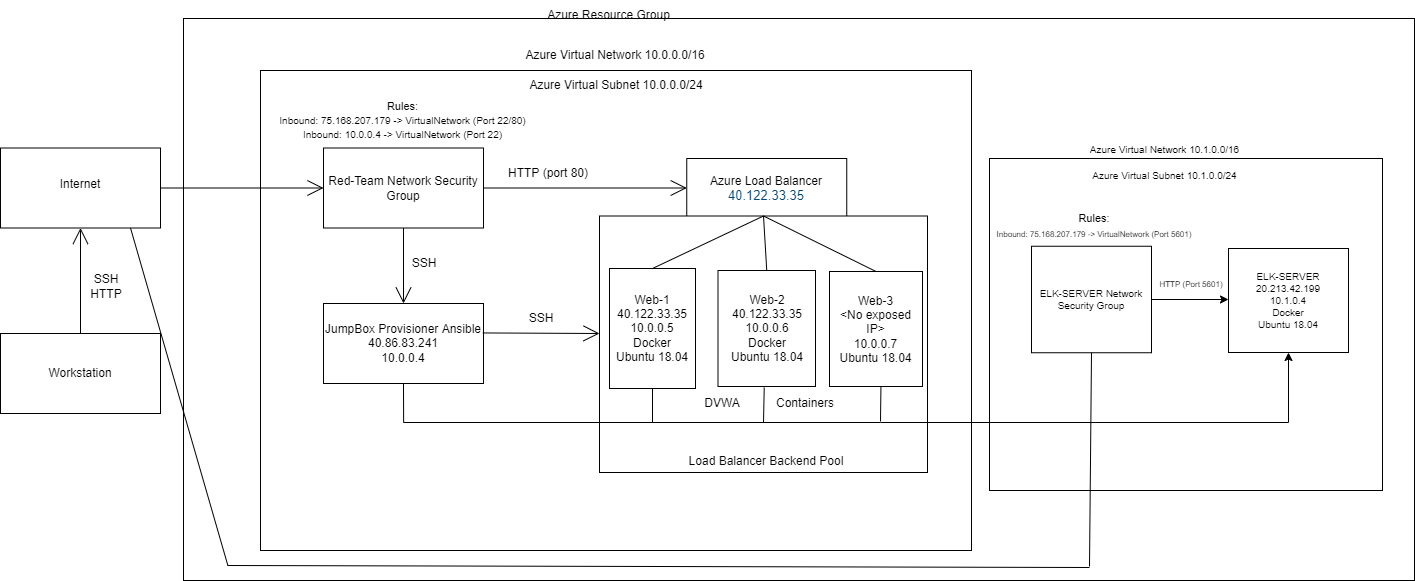 Azure Resource Group
Azure Virtual Network 10.0.0.0/16
Azure Virtual Subnet 10.0.0.0/24
Rules:
Inbound: 75.168.207.179 -> VirtualNetwork (Port 22/80)
Inbound: 10.0.0.4 -> VirtualNetwork (Port 22)
Internet
Red-Team Network Security
Group
HTTP (port 80)
Azure Load Balancer
40.122.33.35
SSH
HTTP
SSH
Workstation
JumpBox Provisioner Ansible
40.86.83.241
10.0.0.4
SSH
Web-1
40.122.33.35
10.0.0.5
Docker
Ubuntu 18.04
Web-2
40.122.33.35
10.0.0.6
Docker
Ubuntu 18.04
Web-3
<No exposed
IP>
10.0.0.7
Ubuntu 18.04
DVWA
Containers
Load Balancer Backend Pool
Azure Virtual Network 10.1.0.0/16
Azure Virtual Subnet 10.1.0.0/24
Rules:
Inbound: 75.168.207.179 -> VirtualNetwork (Port 5601)
ELK-SERVER Network
Security Group
HTTP (Port 5601)
ELK-SERVER
20.213.42.199
10.1.0.4
Docker
Ubuntu 18.04